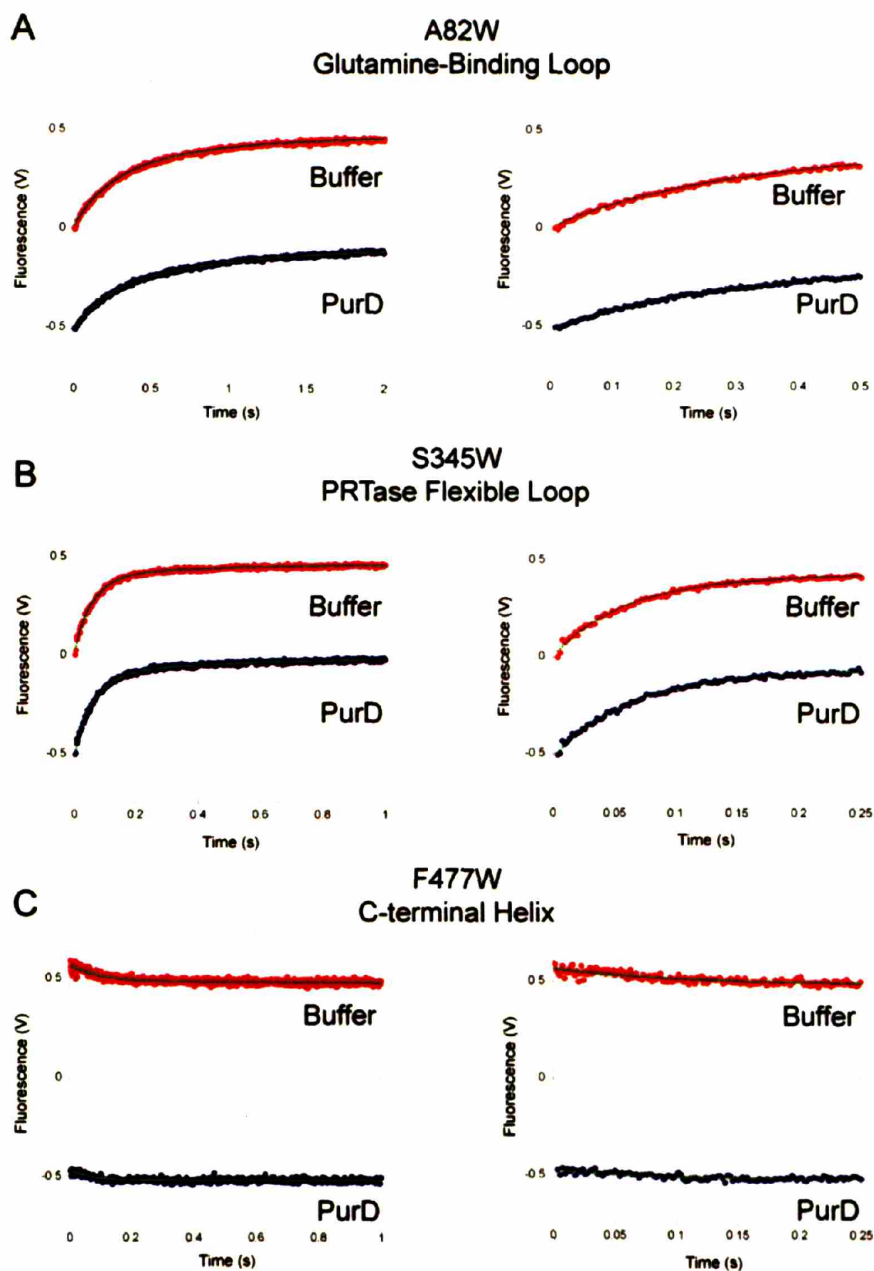 A
A82W
Glutamine-Binding Loop
Fluorescence (V)
0 5
0
-0.5
Buffer
PurD
0 0 5 1 1 5 2
Time (s)
Fluorescence (V)
0 5
0
-0 5
Buffer
PurD
0 0 1 0 2 0 3 0 4 0 5
Time (s)
B
S345W
PRTase Flexible Loop
Fluorescence (V)
0 5
0
-0 5
Buffer
PurD
0 0 2 0 4 0 6 0 8 1
Time (s)
Fluorescence (V)
0 5
0
-0 5
Buffer
PurD
0 0 05 0 1 0 15 0 2 0 25
Time (s)
C
F477W
C-terminal Helix
Fluorescence (V)
0 5
0
-0 5
Buffer
PurD
0 0 2 0 4 0 6 0 8 1
Time (s)
Fluorescence (V)
0 5
0
-0 5
Buffer
PurD
0 0 05 0 1 0 15 0 2 0 25
Time (s)